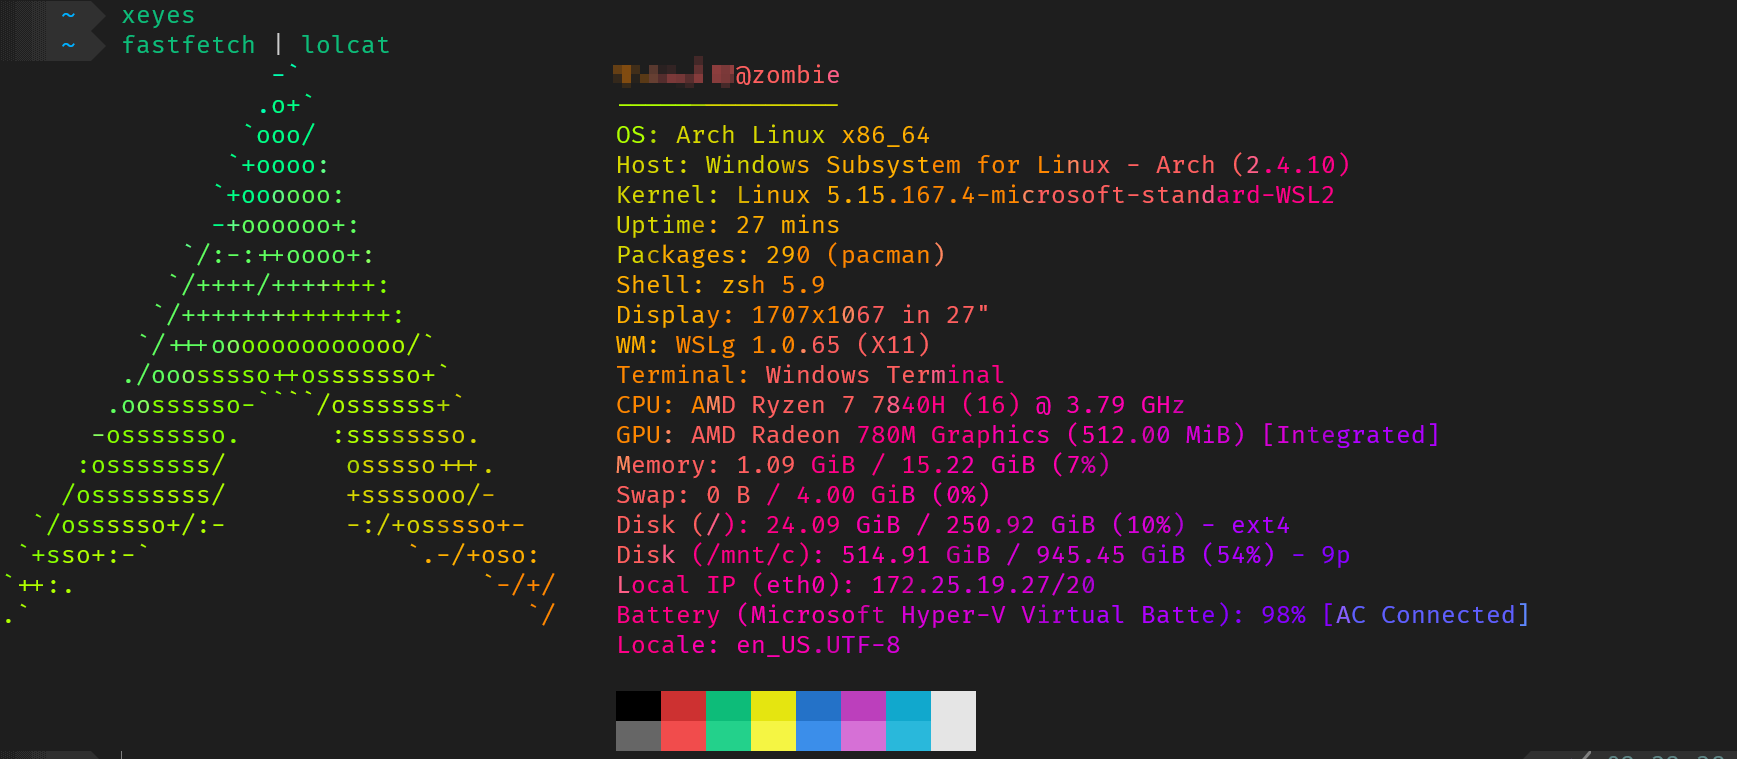 ~ xeyes
~ fastfetch | lolcat
-`
.o+`
`ooo/
`+oooo:
`+oooooo:
-+oooooo+:
`/:-:++oooo+:
`/++++/+++++++:
`/++++++++++++++:
`/+++ooooooooooooo/`
./ooosssso++osssssso+`
.oossssso-````/ossssss+`
-osssssso. :ssssssso.
:osssssss/ osssso+++.
/ossssssss/ +ssssooo/-
`/ossssso+/:- -:/+osssso+-
`+sso+:-` `.-/+oso:
`++:. `-/+/
.` `/
@zombie
OS: Arch Linux x86_64
Host: Windows Subsystem for Linux - Arch (2.4.10)
Kernel: Linux 5.15.167.4-microsoft-standard-WSL2
Uptime: 27 mins
Packages: 290 (pacman)
Shell: zsh 5.9
Display: 1707x1067 in 27"
WM: WSLg 1.0.65 (X11)
Terminal: Windows Terminal
CPU: AMD Ryzen 7 7840H (16) @ 3.79 GHz
GPU: AMD Radeon 780M Graphics (512.00 MiB) [Integrated]
Memory: 1.09 GiB / 15.22 GiB (7%)
Swap: 0 B / 4.00 GiB (0%)
Disk (/): 24.09 GiB / 250.92 GiB (10%) - ext4
Disk (/mnt/c): 514.91 GiB / 945.45 GiB (54%) - 9p
Local IP (eth0): 172.25.19.27/20
Battery (Microsoft Hyper-V Virtual Batte): 98% [AC Connected]
Locale: en_US.UTF-8